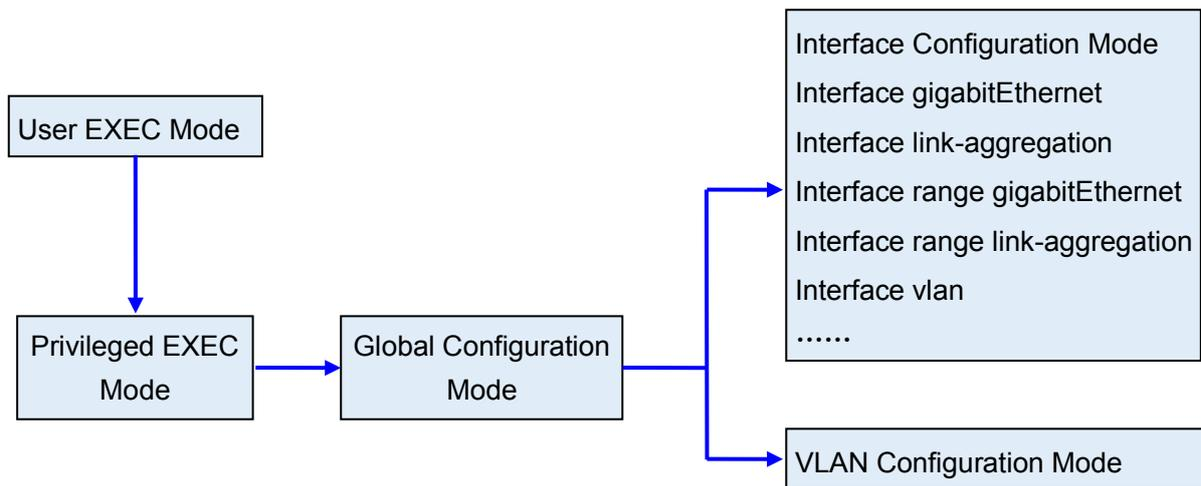 User EXEC Mode
Privileged EXEC
Mode
Global Configuration
Mode
Interface Configuration Mode
Interface gigabitEthernet
Interface link-aggregation
Interface range gigabitEthernet
Interface range link-aggregation
Interface vlan
……
VLAN Configuration Mode